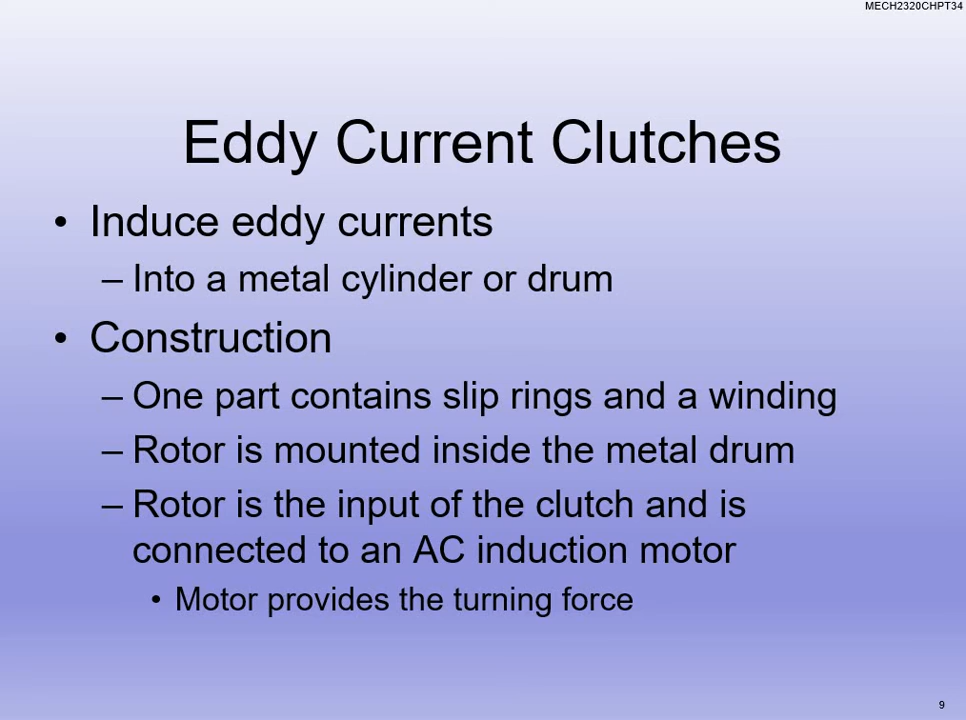 MECH2320CHPT34
Eddy Current Clutches
• Induce eddy currents
– Into a metal cylinder or drum
• Construction
– One part contains slip rings and a winding
– Rotor is mounted inside the metal drum
– Rotor is the input of the clutch and is
connected to an AC induction motor
• Motor provides the turning force
9